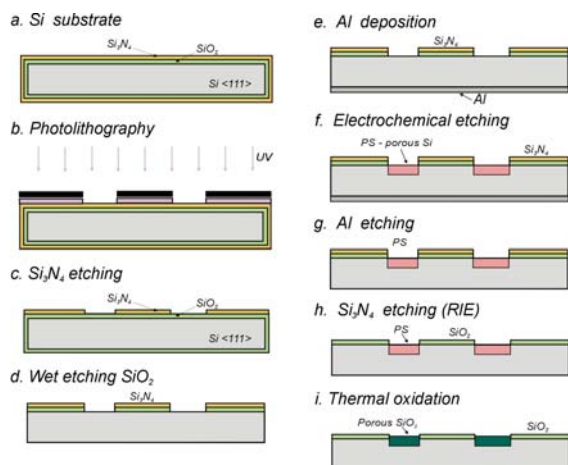 a. Si substrate
Si₃N₄
SiO₂
Si <111>
b. Photolithography
UV
c. Si₃N₄ etching
Si₃N₄
SiO₂
Si <111>
d. Wet etching SiO₂
Si₃N₄
e. Al deposition
Si₃N₄
Al
f. Electrochemical etching
PS - porous Si
Si₃N₄
g. Al etching
PS
h. Si₃N₄ etching (RIE)
PS
SiO₂
i. Thermal oxidation
Porous SiO₂
SiO₂